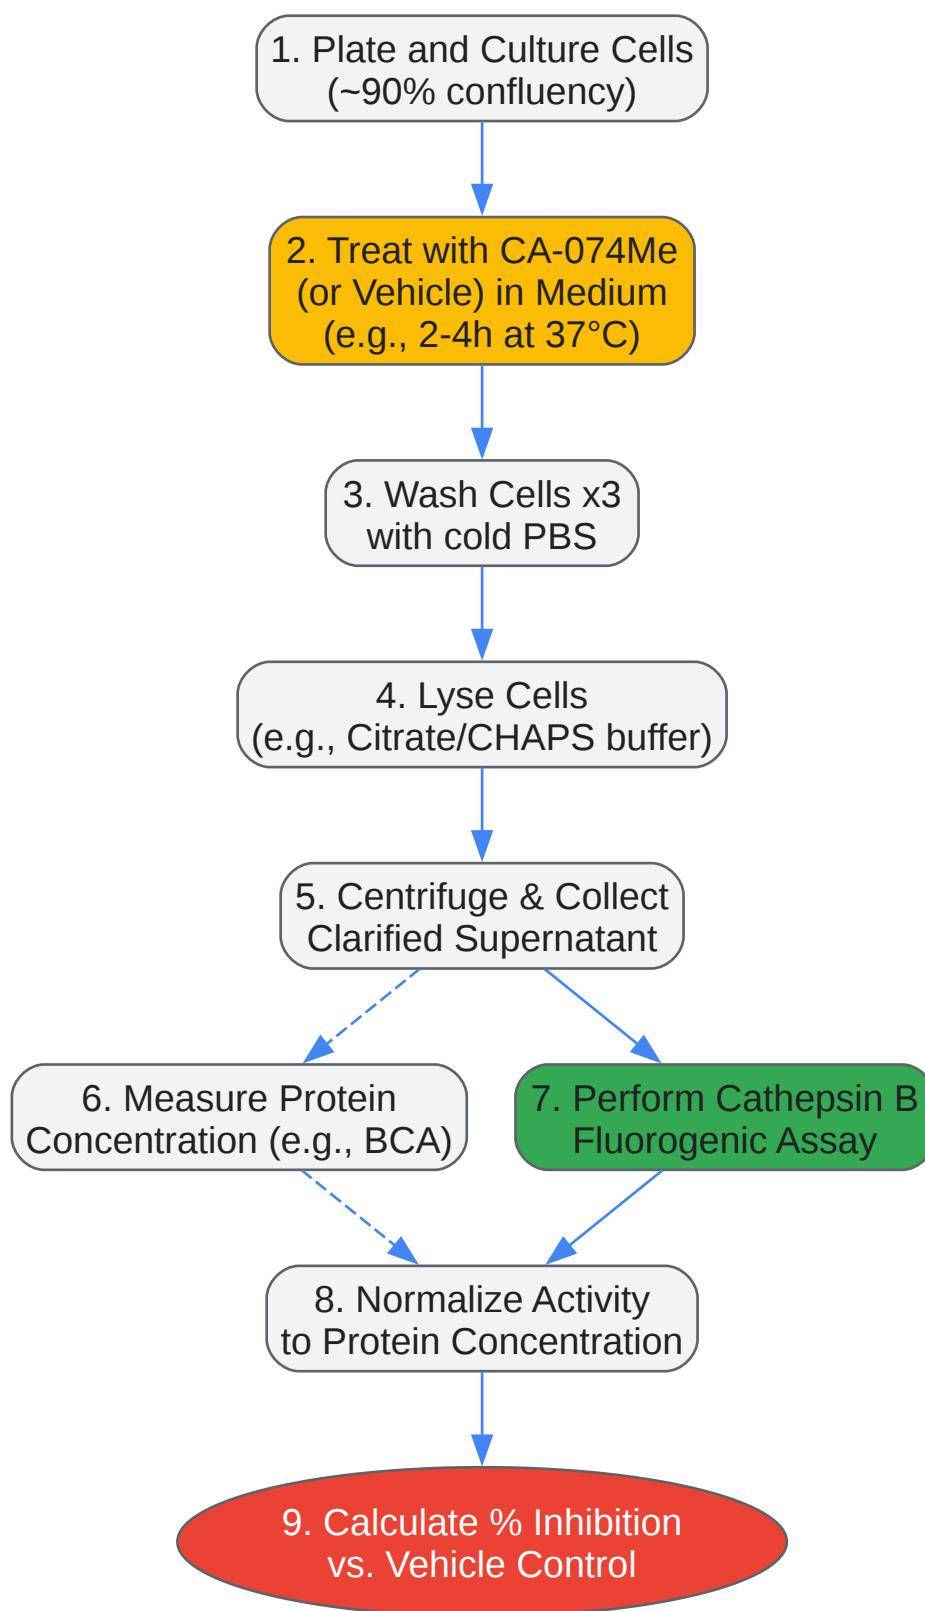 1. Plate and Culture Cells
(~90% confluency)
2. Treat with CA-074Me
(or Vehicle) in Medium
(e.g., 2-4h at 37°C)
3. Wash Cells x3
with cold PBS
4. Lyse Cells
(e.g., Citrate/CHAPS buffer)
5. Centrifuge & Collect
Clarified Supernatant
6. Measure Protein
Concentration (e.g., BCA)
7. Perform Cathepsin B
Fluorogenic Assay
8. Normalize Activity
to Protein Concentration
9. Calculate % Inhibition
vs. Vehicle Control